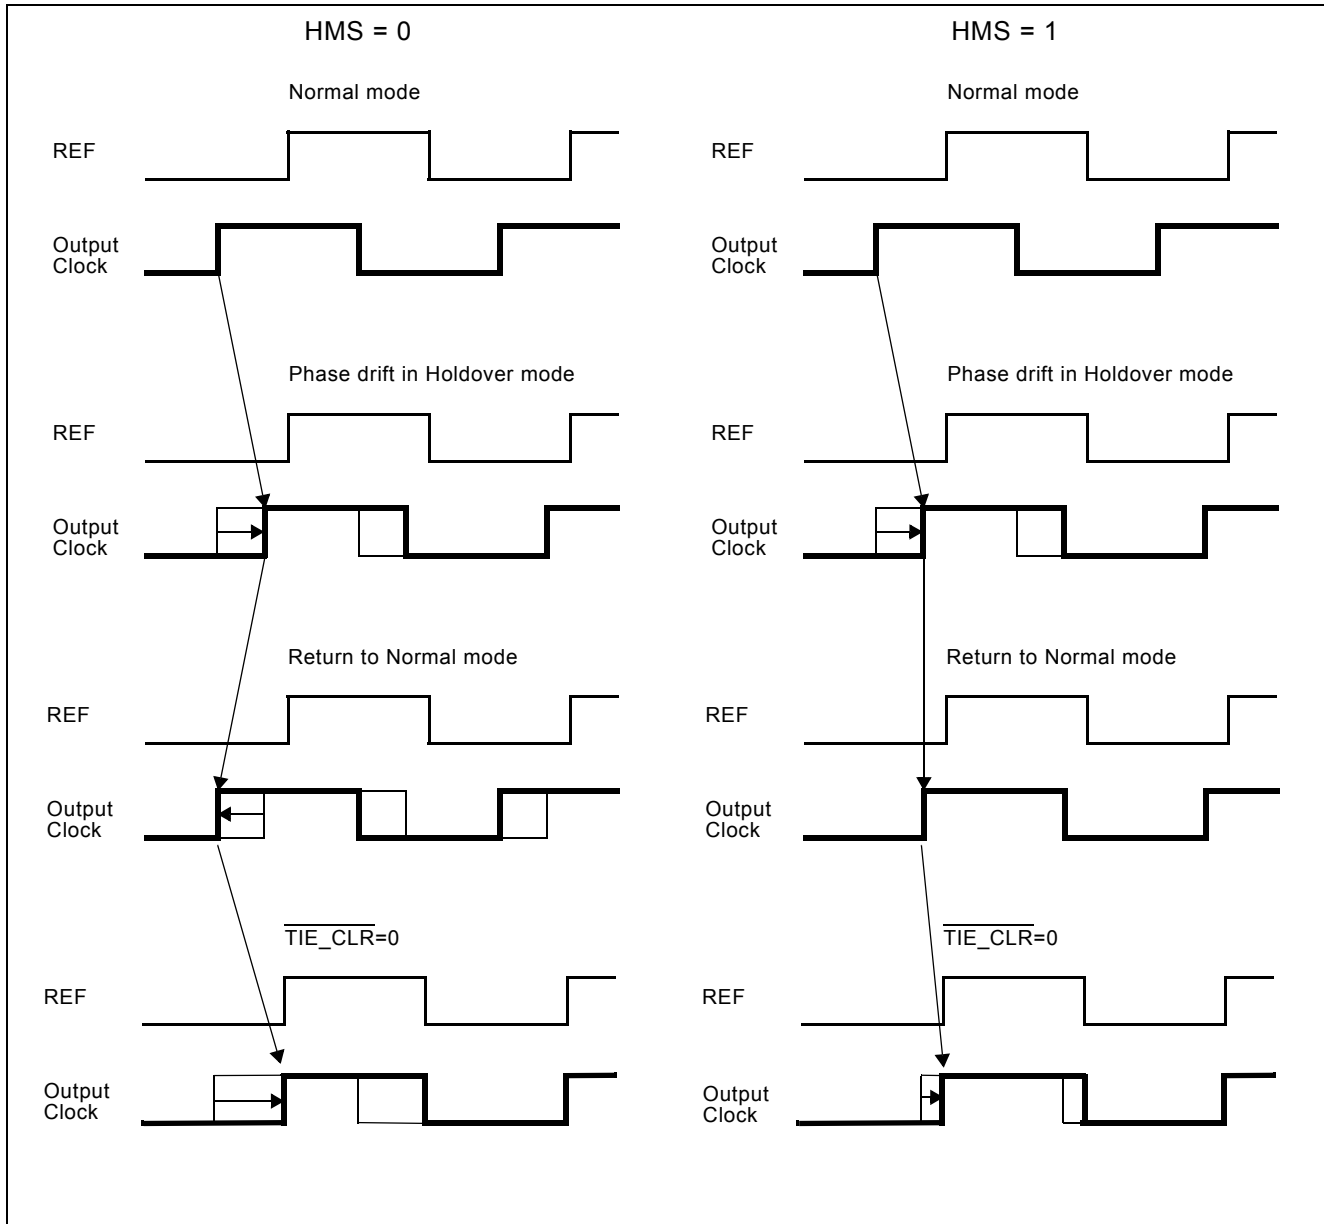 HMS = 0
Normal mode
REF
Output
Clock
Phase drift in Holdover mode
REF
Output
Clock
Return to Normal mode
REF
Output
Clock
TIE_CLR=0
REF
Output
Clock
HMS = 1
Normal mode
REF
Output
Clock
Phase drift in Holdover mode
REF
Output
Clock
Return to Normal mode
REF
Output
Clock
TIE_CLR=0
REF
Output
Clock